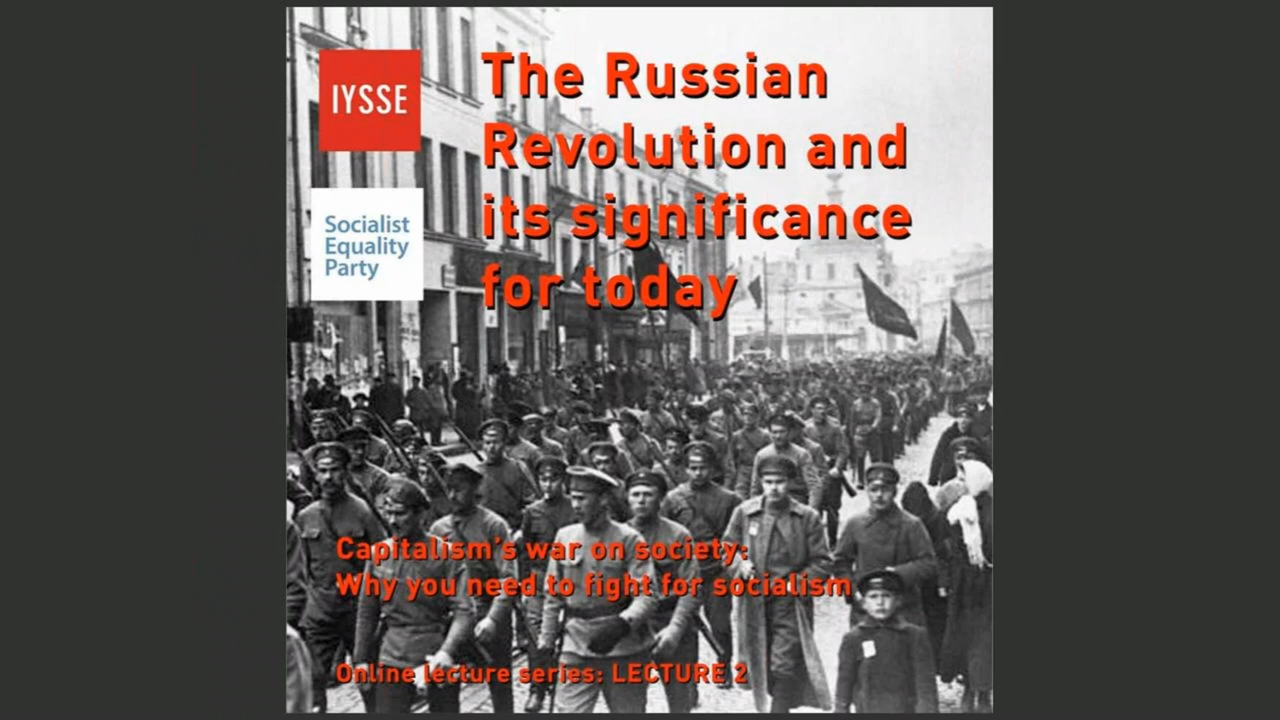 IYSSE
Socialist
Equality
Party
The Russian
Revolution and
its significance
for today
Capitalism's war on society:
Why you need to fight for socialism
Online lecture series: LECTURE 2